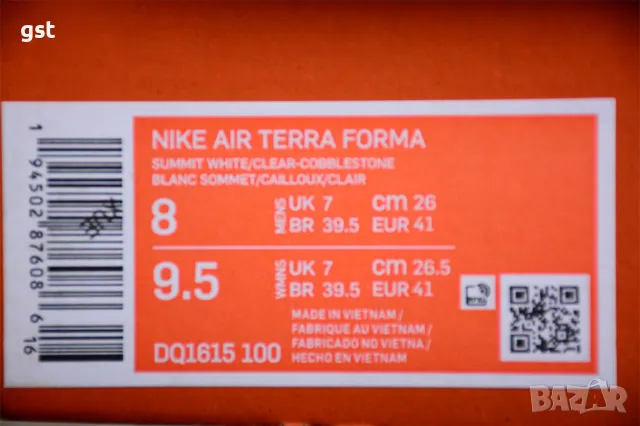 gst
NIKE AIR TERRA FORMA
SUMMIT WHITE/CLEAR-COBBLESTONE
BLANC SOMMET/CAILLOUX/CLAIR
8 MENS UK 7 cm 26
BR 39.5 EUR 41
9.5 WMNS UK 7 cm 26.5
BR 39.5 EUR 41
MADE IN VIETNAM/
FABRIQUE AU VIETNAM/
FABRICADO NO VIETNA,/
DQ1615 100 HECHO EN VIETNAM
1 94502 87608 6 16
BAZAR